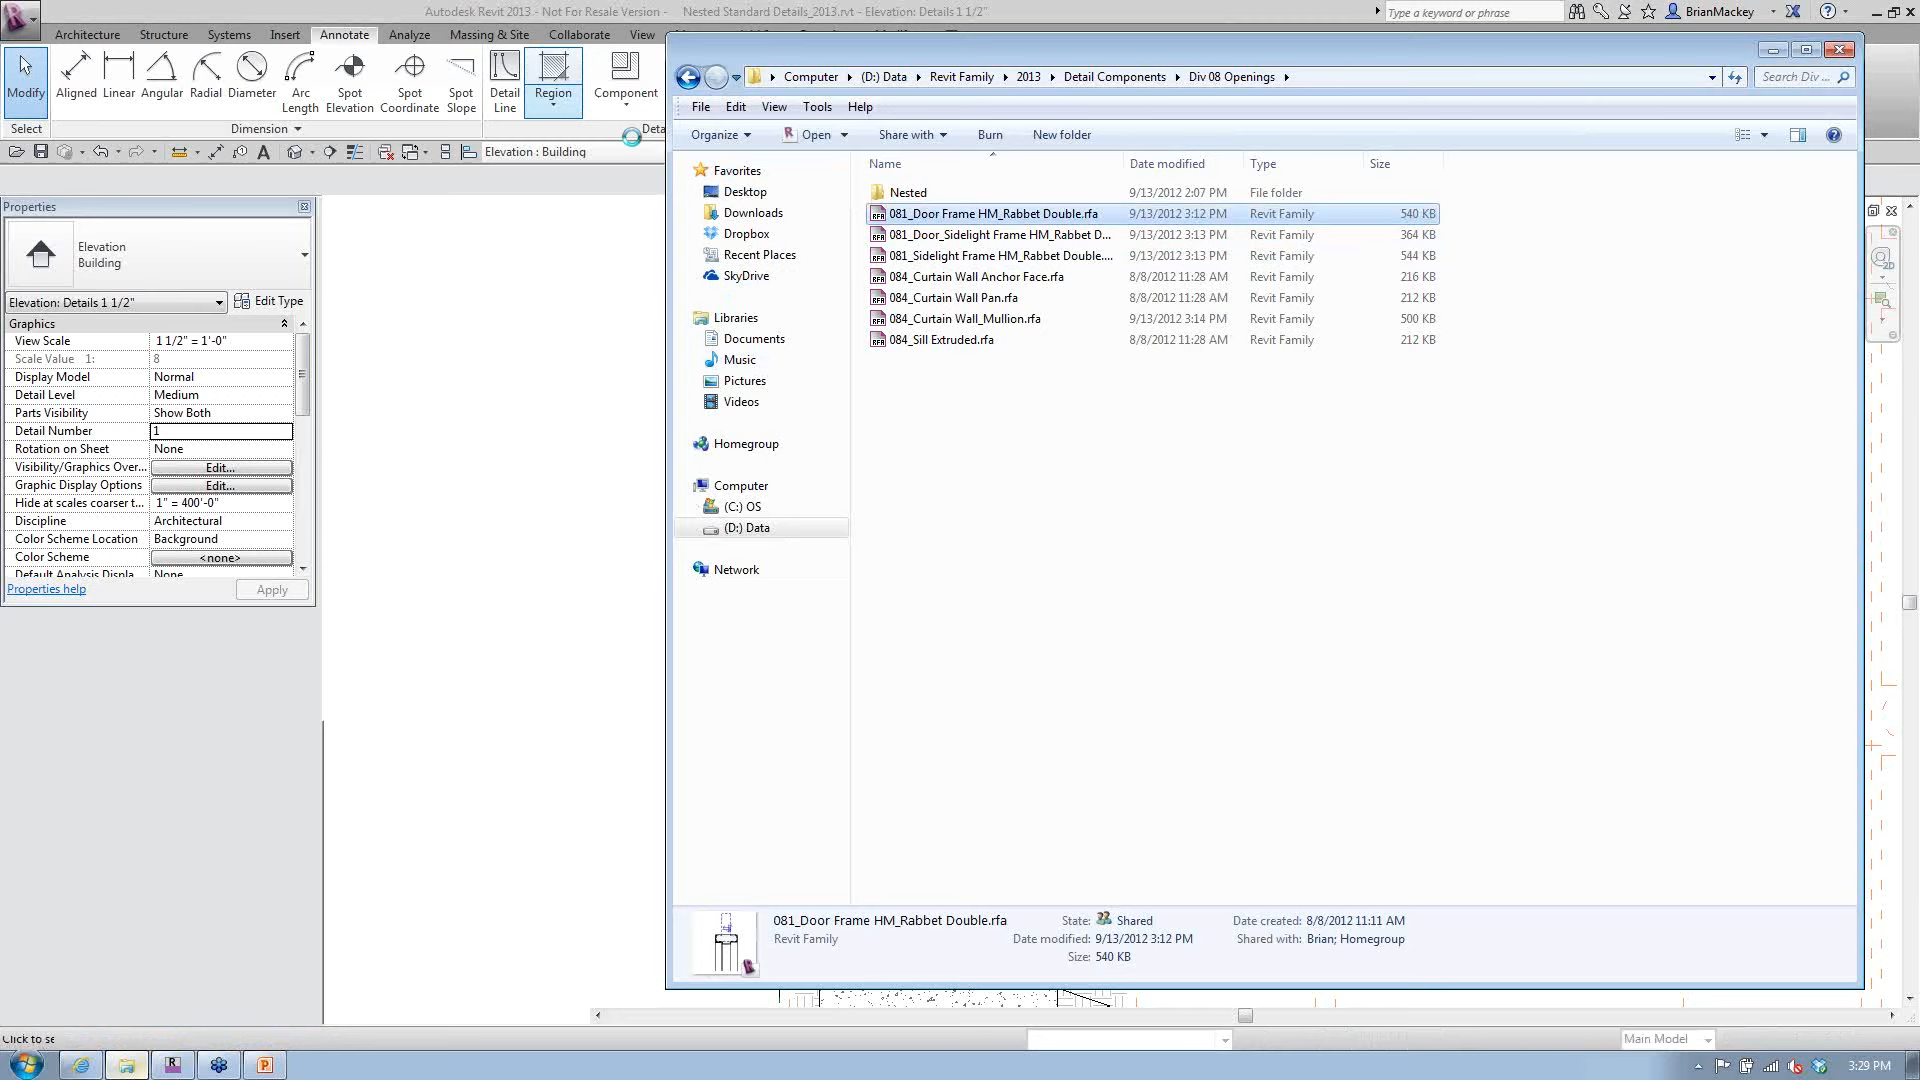 Autodesk Revit 2013 - Not For Resale Version - Nested Standard Details_2013.rvt - Elevation: Details 1 1/2"
Type a keyword or phrase
BrianMackey
Architecture Structure Systems Insert Annotate Analyze Massing & Site Collaborate View
Modify Aligned Linear Angular Radial Diameter Arc Length Spot Elevation Spot Coordinate Spot Slope Detail Line Region Component
Select Dimension Deta
Elevation : Building
Computer (D:) Data Revit Family 2013 Detail Components Div 08 Openings
Search Div ...
File Edit View Tools Help
Organize Open Share with Burn New folder
Properties
Elevation
Building
Elevation: Details 1 1/2" Edit Type
Graphics
View Scale 1 1/2" = 1'-0"
Scale Value 1: 8
Display Model Normal
Detail Level Medium
Parts Visibility Show Both
Detail Number 1
Rotation on Sheet None
Visibility/Graphics Over... Edit...
Graphic Display Options Edit...
Hide at scales coarser t... 1" = 400'-0"
Discipline Architectural
Color Scheme Location Background
Color Scheme <none>
Default Analysis Displa None
Properties help Apply
Favorites
Desktop
Downloads
Dropbox
Recent Places
SkyDrive
Libraries
Documents
Music
Pictures
Videos
Homegroup
Computer
(C:) OS
(D:) Data
Network
Name Date modified Type Size
Nested 9/13/2012 2:07 PM File folder
081_Door Frame HM_Rabbet Double.rfa 9/13/2012 3:12 PM Revit Family 540 KB
081_Door_Sidelight Frame HM_Rabbet D... 9/13/2012 3:13 PM Revit Family 364 KB
081_Sidelight Frame HM_Rabbet Double.... 9/13/2012 3:13 PM Revit Family 544 KB
084_Curtain Wall Anchor Face.rfa 8/8/2012 11:28 AM Revit Family 216 KB
084_Curtain Wall Pan.rfa 8/8/2012 11:28 AM Revit Family 212 KB
084_Curtain Wall_Mullion.rfa 9/13/2012 3:14 PM Revit Family 500 KB
084_Sill Extruded.rfa 8/8/2012 11:28 AM Revit Family 212 KB
081_Door Frame HM_Rabbet Double.rfa State: Shared Date created: 8/8/2012 11:11 AM
Revit Family Date modified: 9/13/2012 3:12 PM Shared with: Brian; Homegroup
Size: 540 KB
Click to se
Main Model
3:29 PM